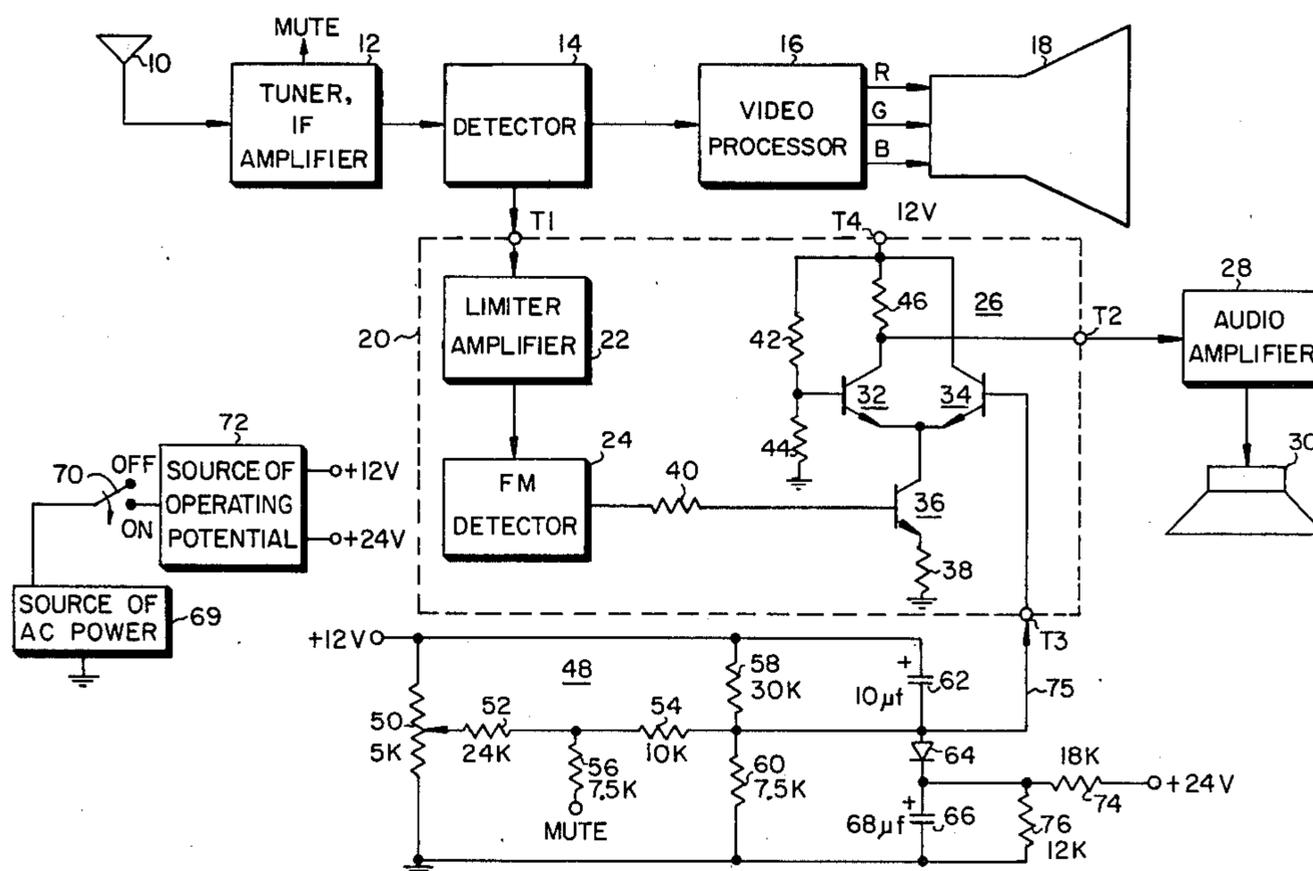 MUTE
10
12
14
16
18
TUNER,
IF
AMPLIFIER
DETECTOR
VIDEO
PROCESSOR
R
G
B
T1
T4
12V
20
LIMITER
AMPLIFIER
22
42
46
26
T2
28
AUDIO
AMPLIFIER
32
34
44
24
FM
DETECTOR
40
36
38
30
72
70
OFF
ON
SOURCE OF
OPERATING
POTENTIAL
+12V
+24V
SOURCE OF
AC POWER
69
T3
+12V
48
58
30K
+
10µf
62
75
50
5K
52
24K
54
10K
56
7.5K
MUTE
60
7.5K
64
18K
74
+24V
+
68µf
66
76
12K